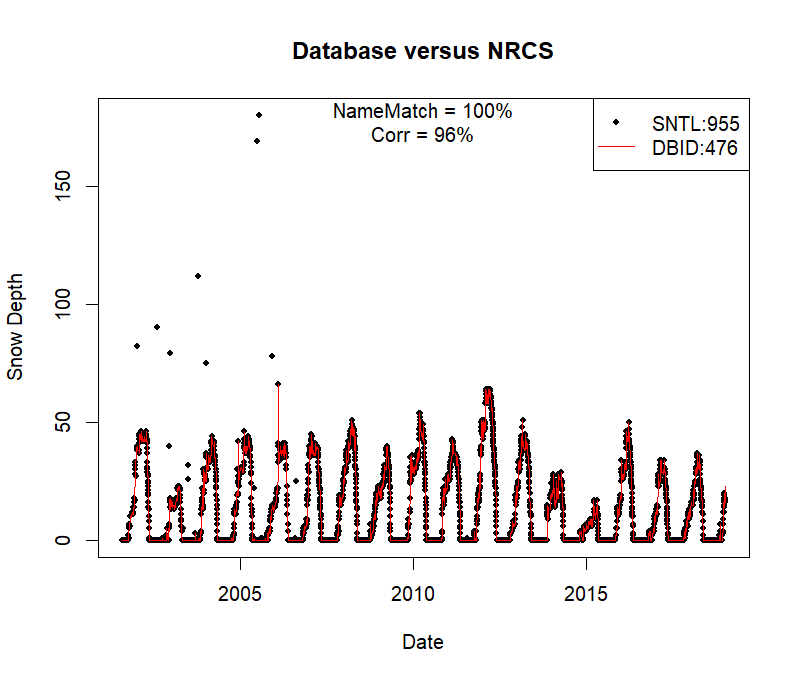 Database versus NRCS
NameMatch = 100%
Corr = 96%
SNTL:955
DBID:476
Snow Depth
150
100
50
0
2005
2010
2015
Date